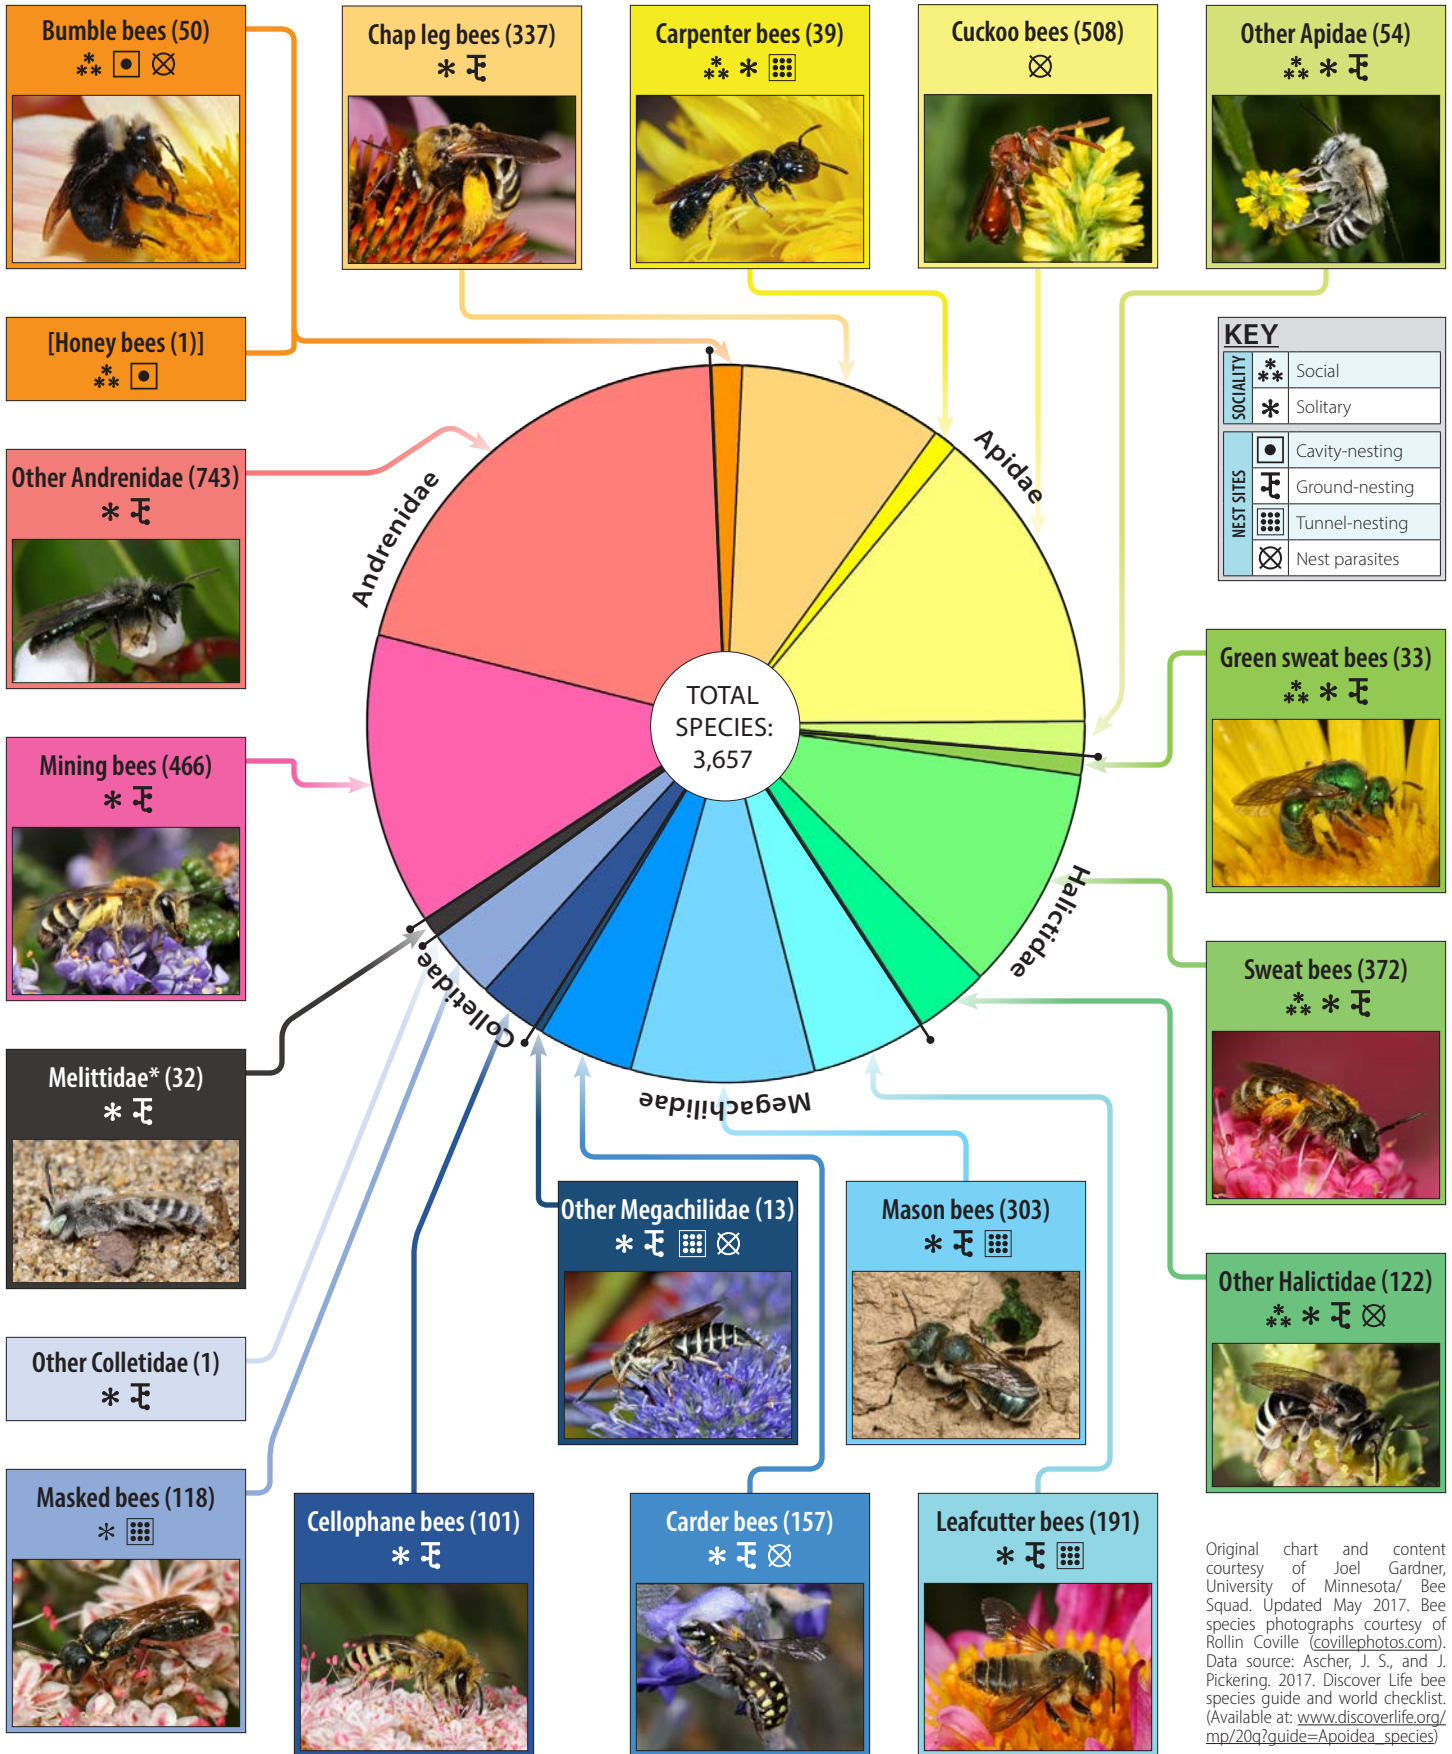 Bumble bees (50)
Chap leg bees (337)
Carpenter bees (39)
Cuckoo bees (508)
Other Apidae (54)
[Honey bees (1)]
KEY
SOCIALITY
Social
Solitary
NEST SITES
Cavity-nesting
Ground-nesting
Tunnel-nesting
Nest parasites
Other Andrenidae (743)
Andrenidae
Apidae
TOTAL
SPECIES:
3,657
Green sweat bees (33)
Mining bees (466)
Halictidae
Sweat bees (372)
Colletidae
Megachilidae
Melittidae* (32)
Other Megachilidae (13)
Mason bees (303)
Other Halictidae (122)
Other Colletidae (1)
Masked bees (118)
Cellophane bees (101)
Carder bees (157)
Leafcutter bees (191)
Original chart and content
courtesy of Joel Gardner,
University of Minnesota/ Bee
Squad. Updated May 2017. Bee
species photographs courtesy of
Rollin Coville (covillephotos.com).
Data source: Ascher, J. S., and J.
Pickering. 2017. Discover Life bee
species guide and world checklist.
(Available at: www.discoverlife.org/
mp/20q?guide=Apoidea_species)